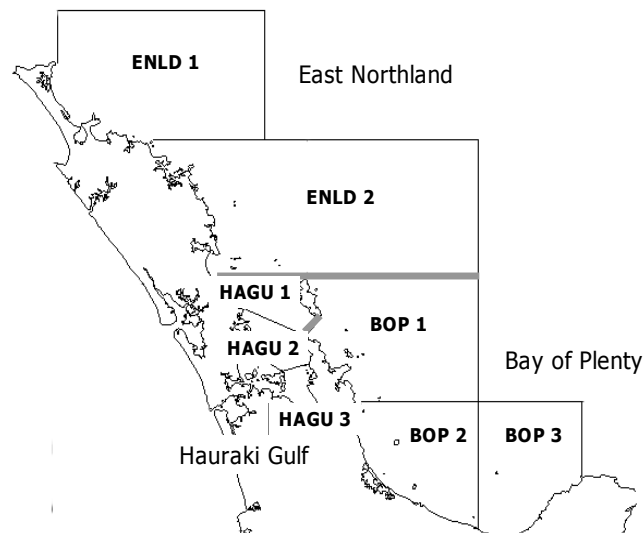 ENLD 1
East Northland
ENLD 2
HAGU 1
BOP 1
HAGU 2
Bay of Plenty
HAGU 3
BOP 2
BOP 3
Hauraki Gulf